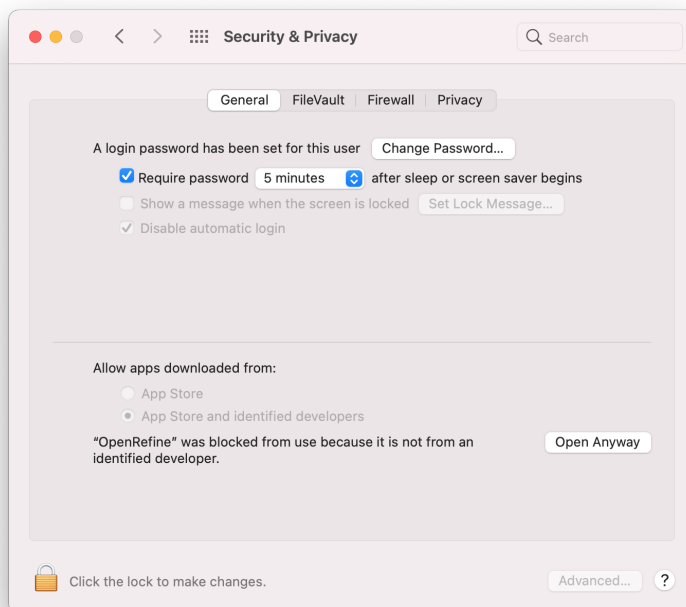 Security & Privacy
Search
General FileVault Firewall Privacy
A login password has been set for this user Change Password...
Require password 5 minutes after sleep or screen saver begins
Show a message when the screen is locked Set Lock Message...
Disable automatic login
Allow apps downloaded from:
App Store
App Store and identified developers
“OpenRefine” was blocked from use because it is not from an Open Anyway
identified developer.
Click the lock to make changes. Advanced... ?